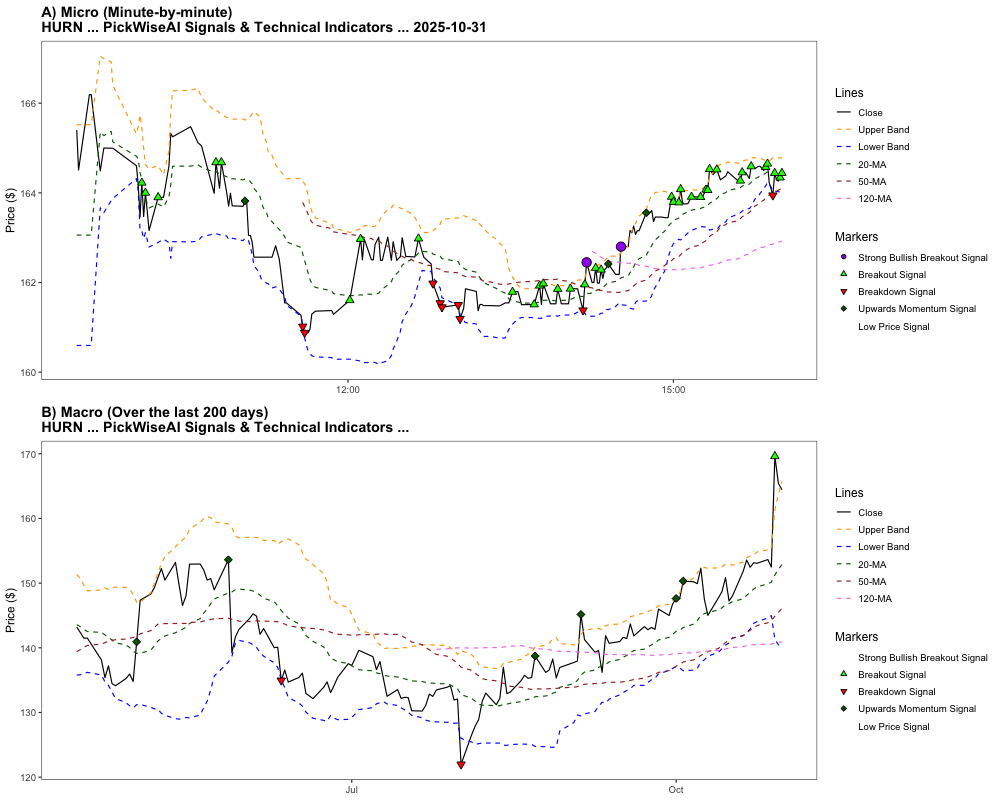 A) Micro (Minute-by-minute)
HURN ... PickWiseAI Signals & Technical Indicators ... 2025-10-31
Price ($)
166
164
162
160
12:00
15:00
Lines
Close
Upper Band
Lower Band
20-MA
50-MA
120-MA
Markers
Strong Bullish Breakout Signal
Breakout Signal
Breakdown Signal
Upwards Momentum Signal
Low Price Signal
B) Macro (Over the last 200 days)
HURN ... PickWiseAI Signals & Technical Indicators ...
Price ($)
170
160
150
140
130
120
Jul
Oct
Lines
Close
Upper Band
Lower Band
20-MA
50-MA
120-MA
Markers
Strong Bullish Breakout Signal
Breakout Signal
Breakdown Signal
Upwards Momentum Signal
Low Price Signal